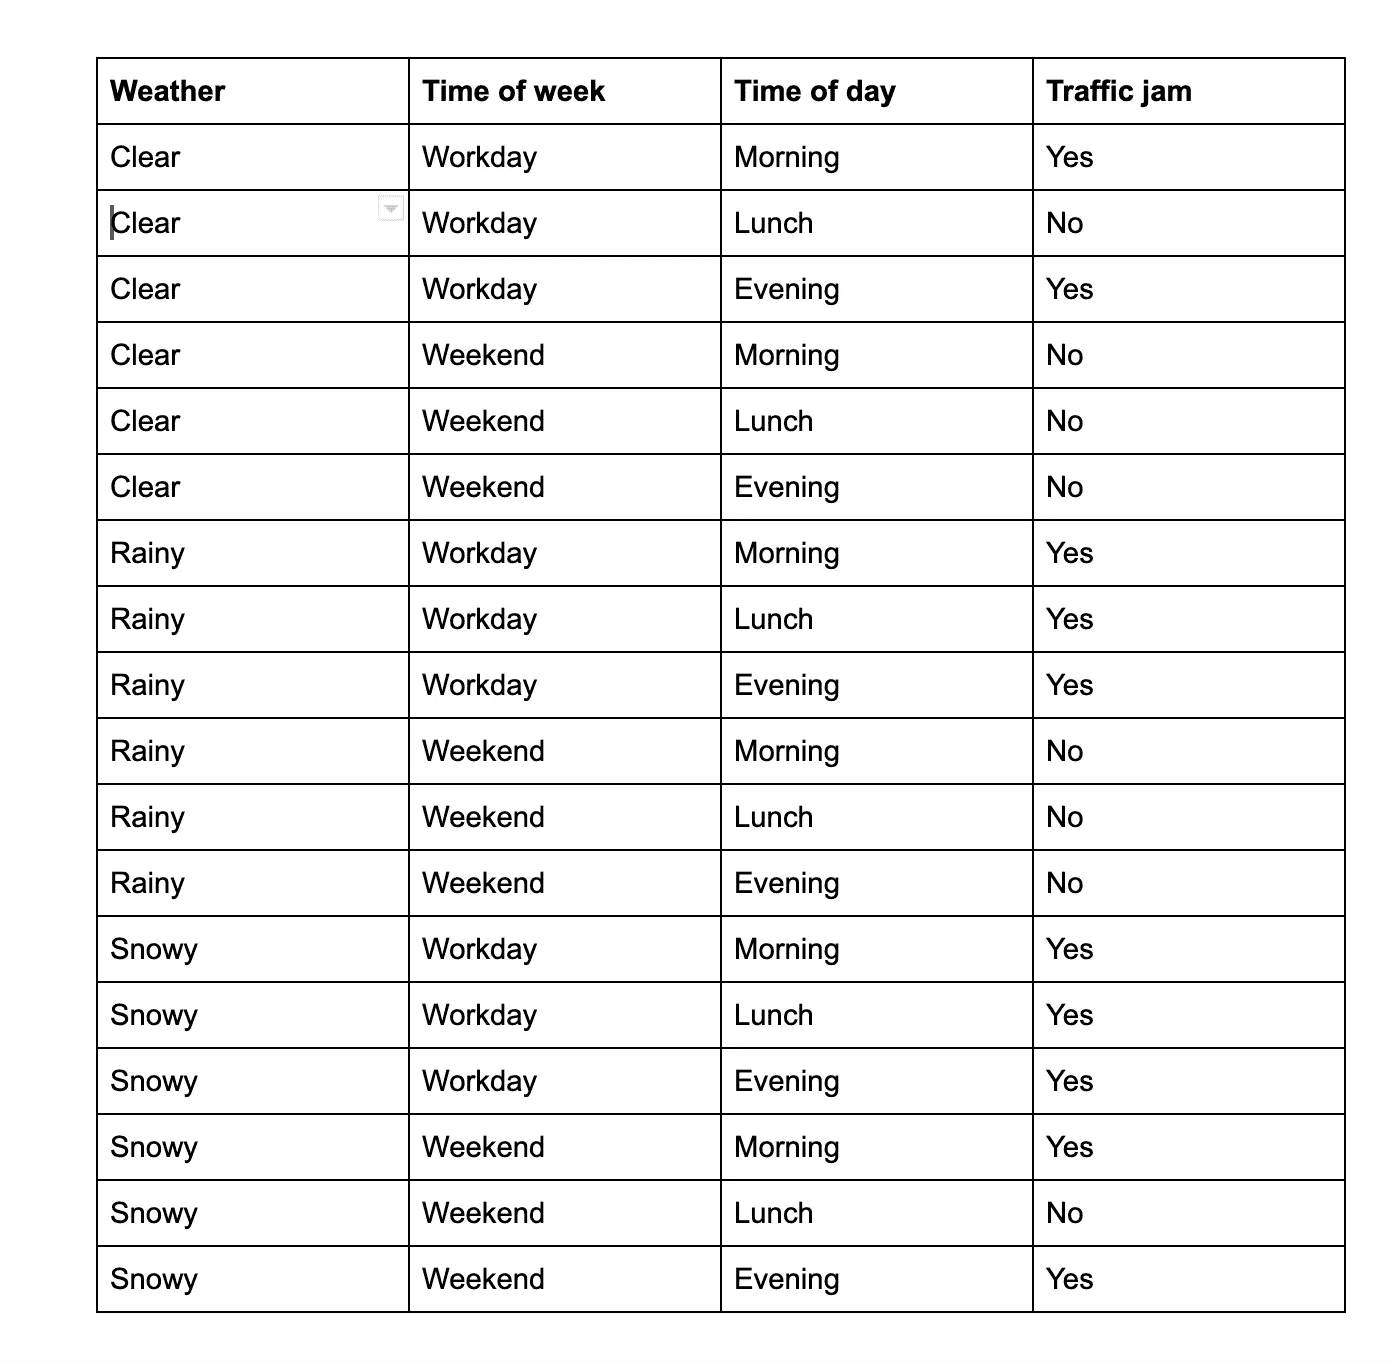 Weather Time of week Time of day Traffic jam
Clear Workday Morning Yes
Clear Workday Lunch No
Clear Workday Evening Yes
Clear Weekend Morning No
Clear Weekend Lunch No
Clear Weekend Evening No
Rainy Workday Morning Yes
Rainy Workday Lunch Yes
Rainy Workday Evening Yes
Rainy Weekend Morning No
Rainy Weekend Lunch No
Rainy Weekend Evening No
Snowy Workday Morning Yes
Snowy Workday Lunch Yes
Snowy Workday Evening Yes
Snowy Weekend Morning Yes
Snowy Weekend Lunch No
Snowy Weekend Evening Yes